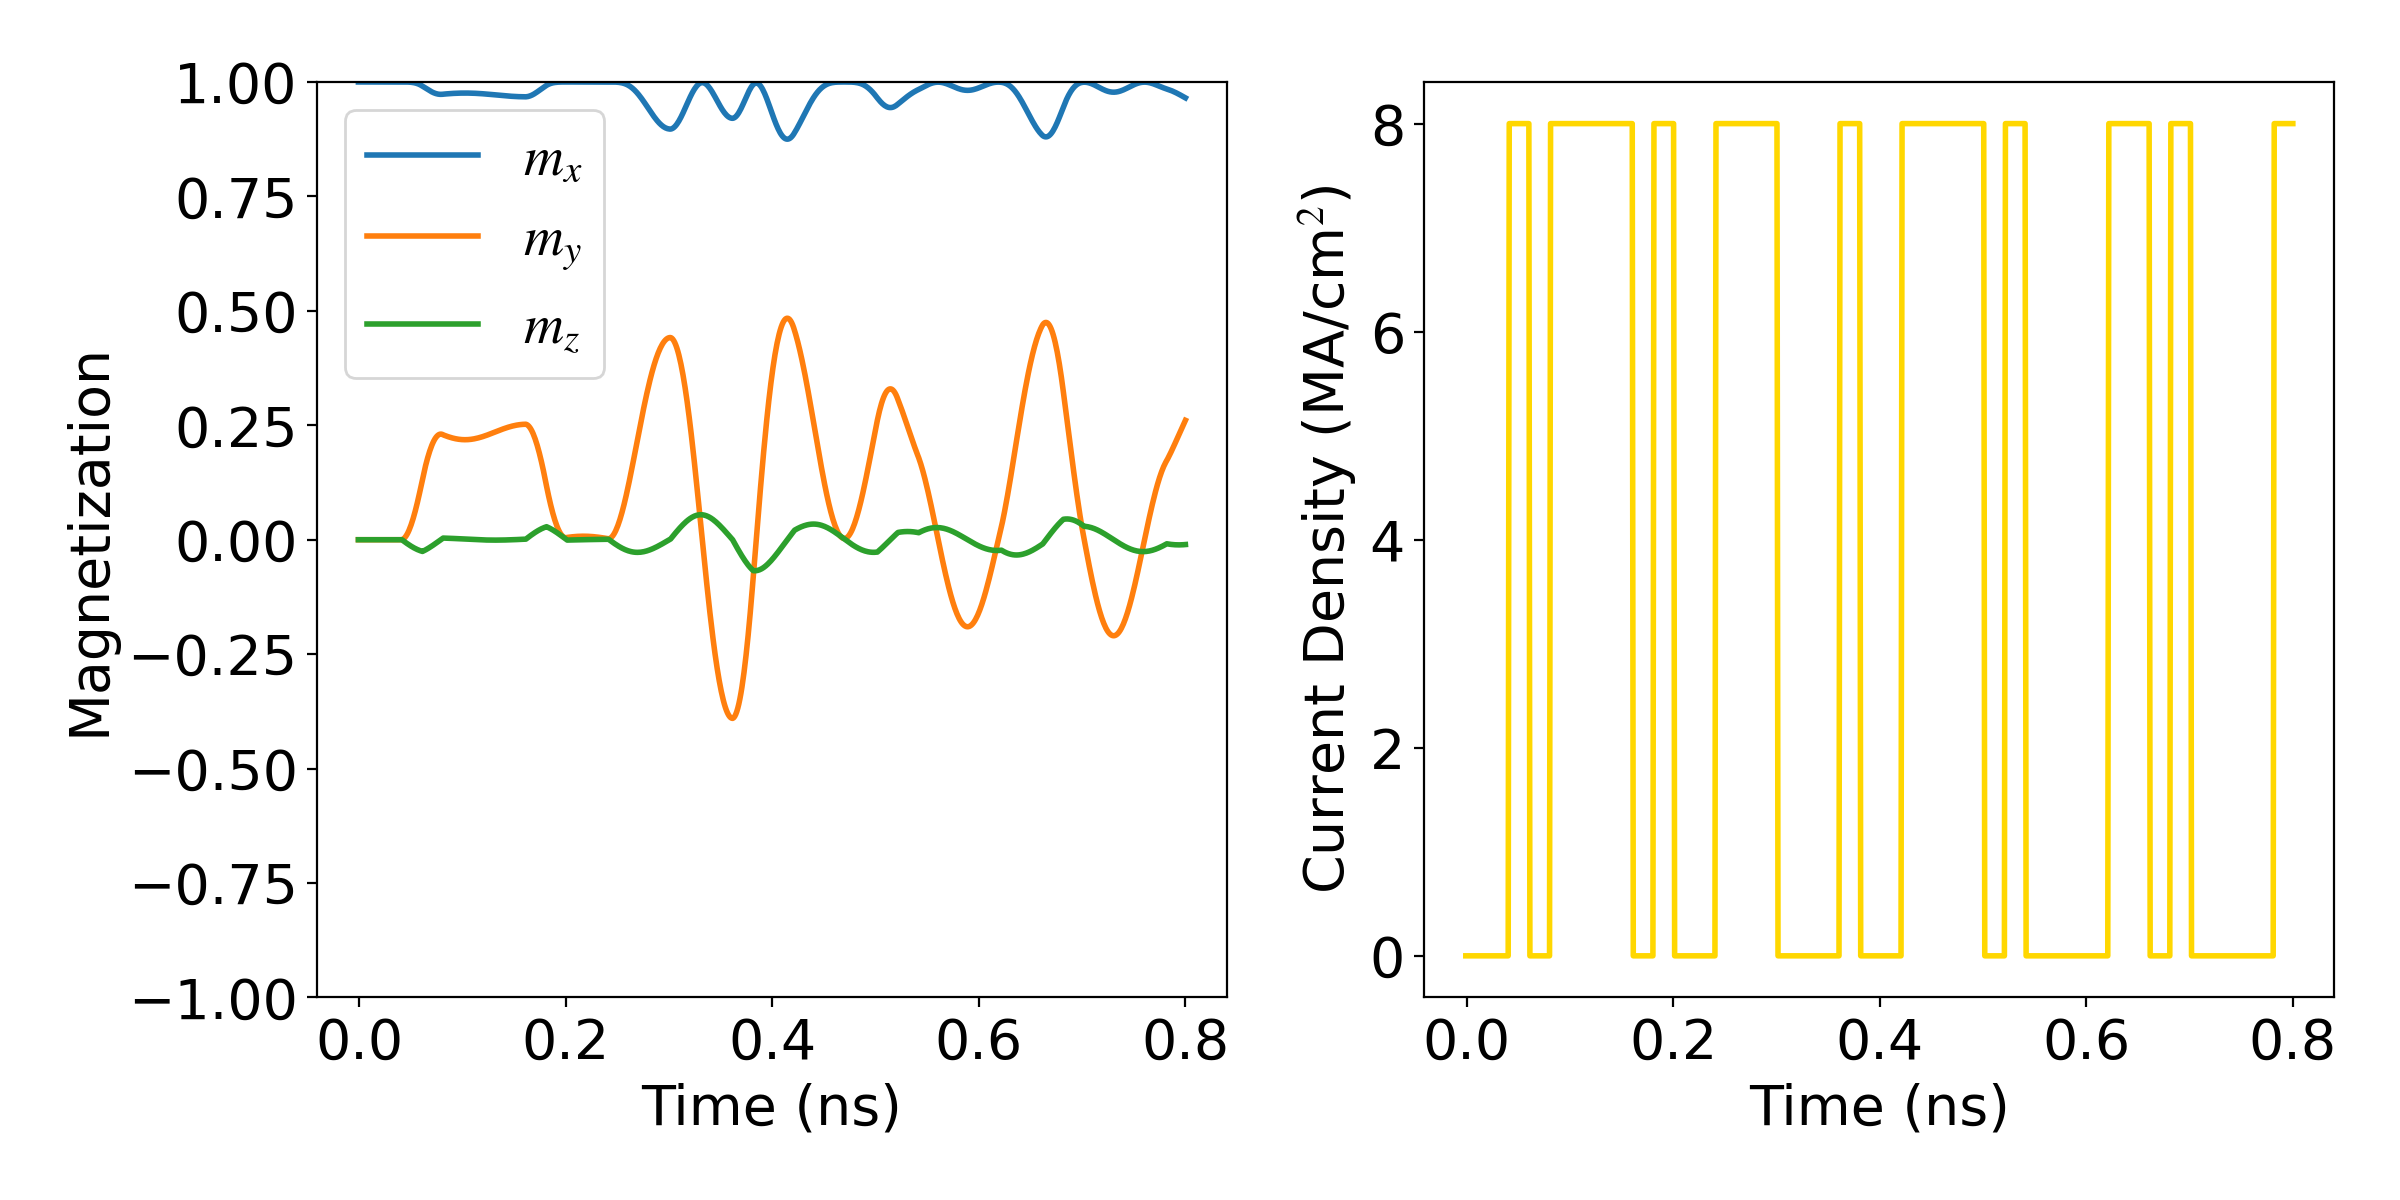 Magnetization
1.00
0.75
0.50
0.25
0.00
−0.25
−0.50
−0.75
−1.00
m_x
m_y
m_z
0.0 0.2 0.4 0.6 0.8
Time (ns)
Current Density (MA/cm²)
8
6
4
2
0
0.0 0.2 0.4 0.6 0.8
Time (ns)